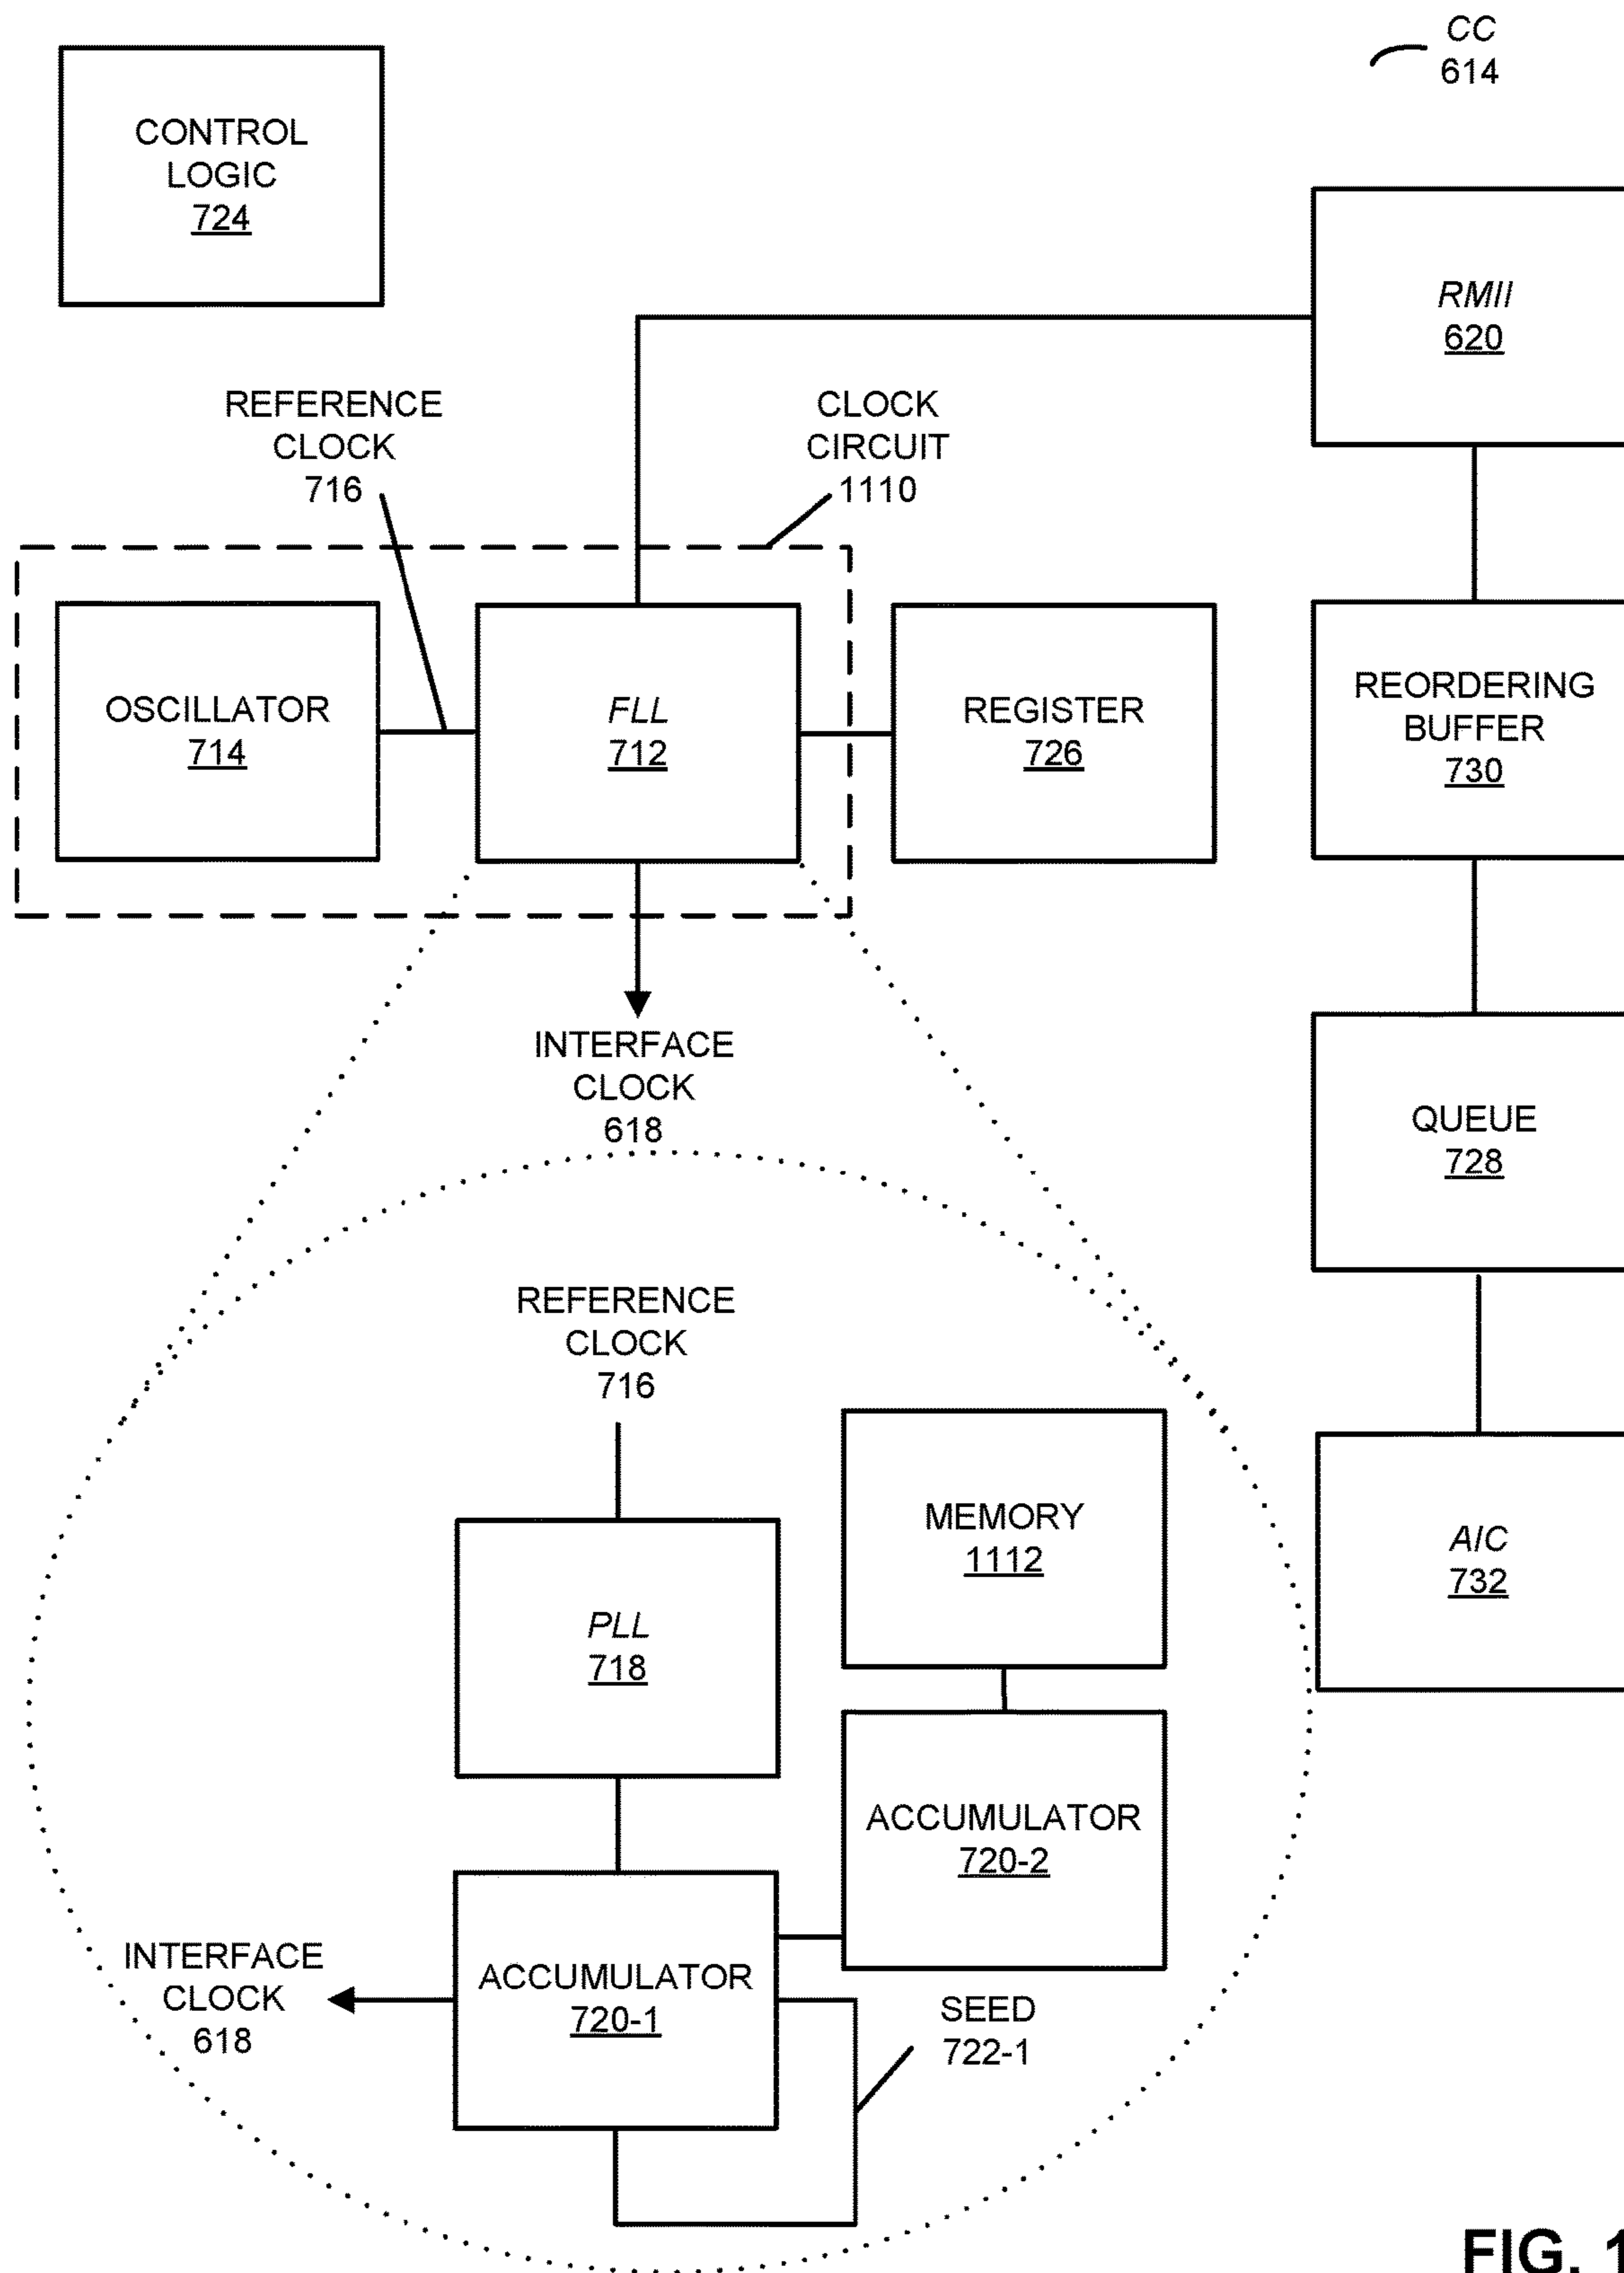 CC
614
CONTROL
LOGIC
724
RMII
620
REFERENCE
CLOCK
716
CLOCK
CIRCUIT
1110
OSCILLATOR
714
FLL
712
REGISTER
726
REORDERING
BUFFER
730
INTERFACE
CLOCK
618
QUEUE
728
REFERENCE
CLOCK
716
MEMORY
1112
AIC
732
PLL
718
ACCUMULATOR
720-2
INTERFACE
CLOCK
618
ACCUMULATOR
720-1
SEED
722-1
FIG. 1